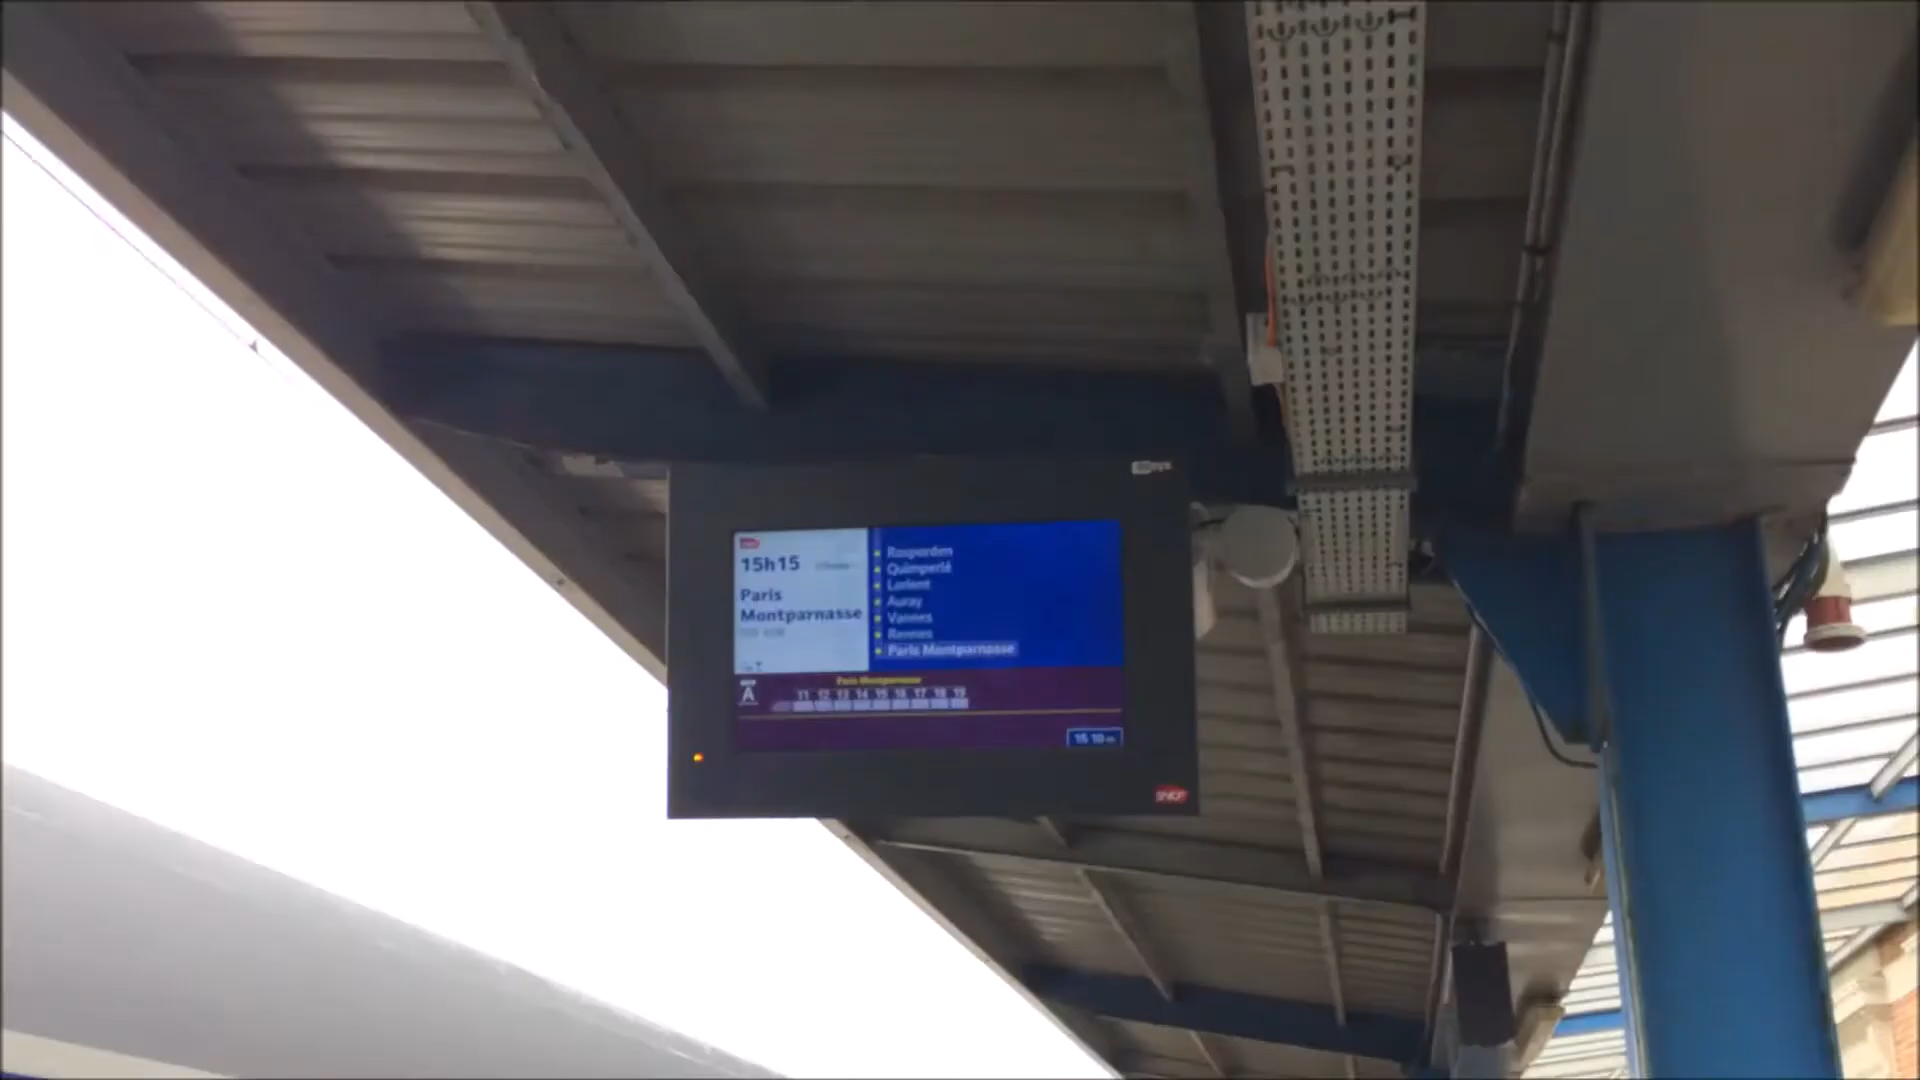 15h15
Paris
Montparnasse
Rosporden
Quimperlé
Lorient
Auray
Vannes
Rennes
Paris Montparnasse
A
Paris Montparnasse
11 12 13 14 15 16 17 18 19
15 10
SNCF